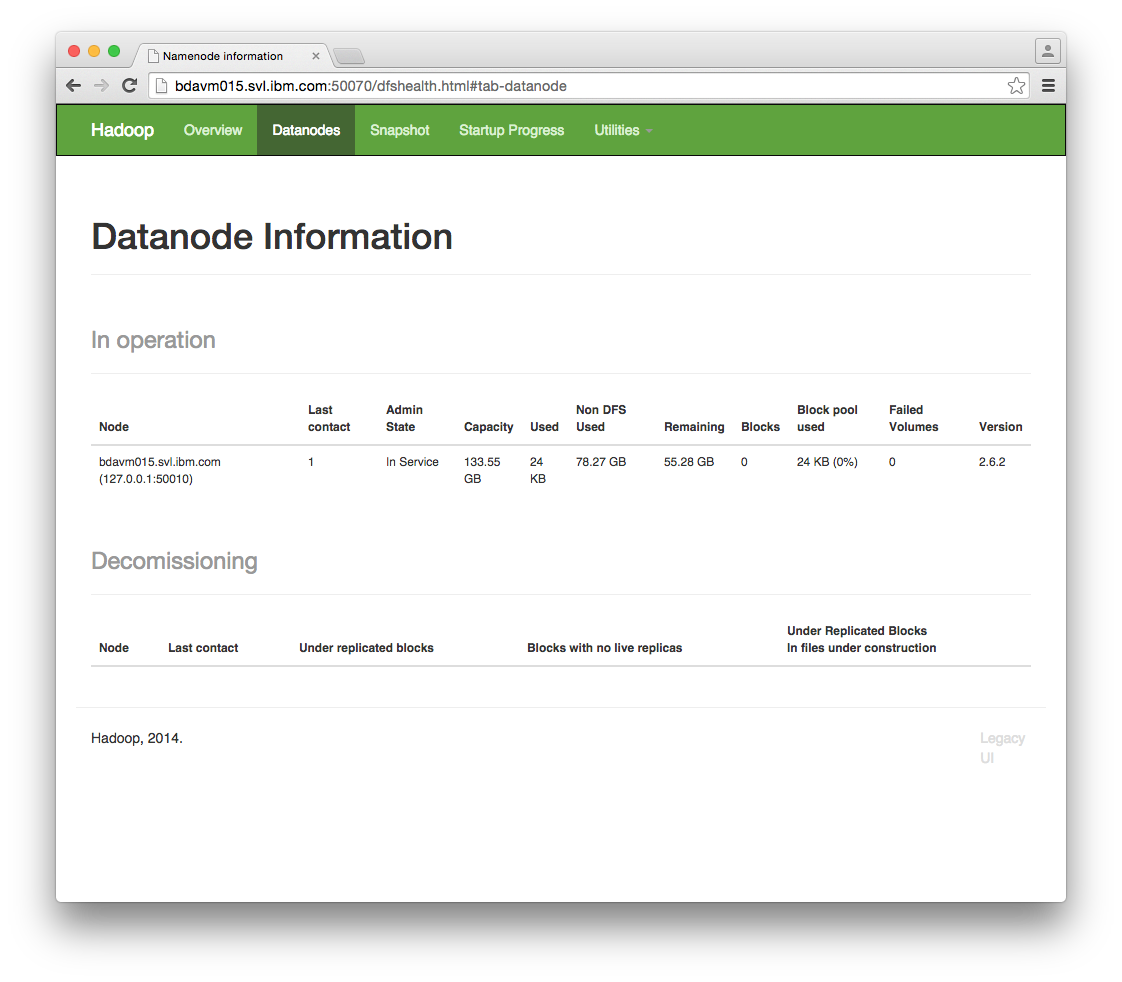 Namenode information
bdavm015.svl.ibm.com:50070/dfshealth.html#tab-datanode
Hadoop Overview Datanodes Snapshot Startup Progress Utilities
Datanode Information
In operation
Node Last contact Admin State Capacity Used Non DFS Used Remaining Blocks Block pool used Failed Volumes Version
bdavm015.svl.ibm.com (127.0.0.1:50010) 1 In Service 133.55 GB 24 KB 78.27 GB 55.28 GB 0 24 KB (0%) 0 2.6.2
Decomissioning
Node Last contact Under replicated blocks Blocks with no live replicas Under Replicated Blocks In files under construction
Hadoop, 2014. Legacy UI